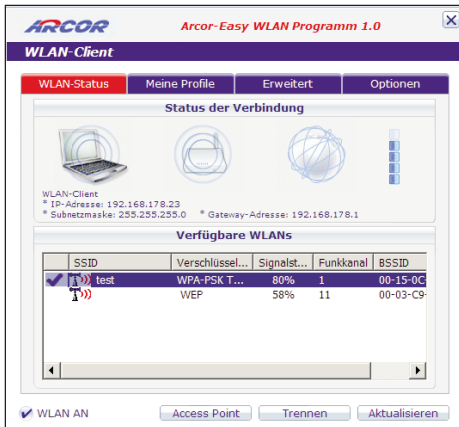 ARCOR Arcor-Easy WLAN Programm 1.0
WLAN-Client
WLAN-Status Meine Profile Erweitert Optionen
Status der Verbindung
WLAN-Client
* IP-Adresse: 192.168.178.23
* Subnetzmaske: 255.255.255.0 * Gateway-Adresse: 192.168.178.1
Verfügbare WLANs
SSID Verschlüssel... Signalst... Funkkanal BSSID
test WPA-PSK T... 80% 1 00-15-0C
WEP 58% 11 00-03-C9-
WLAN AN Access Point Trennen Aktualisieren